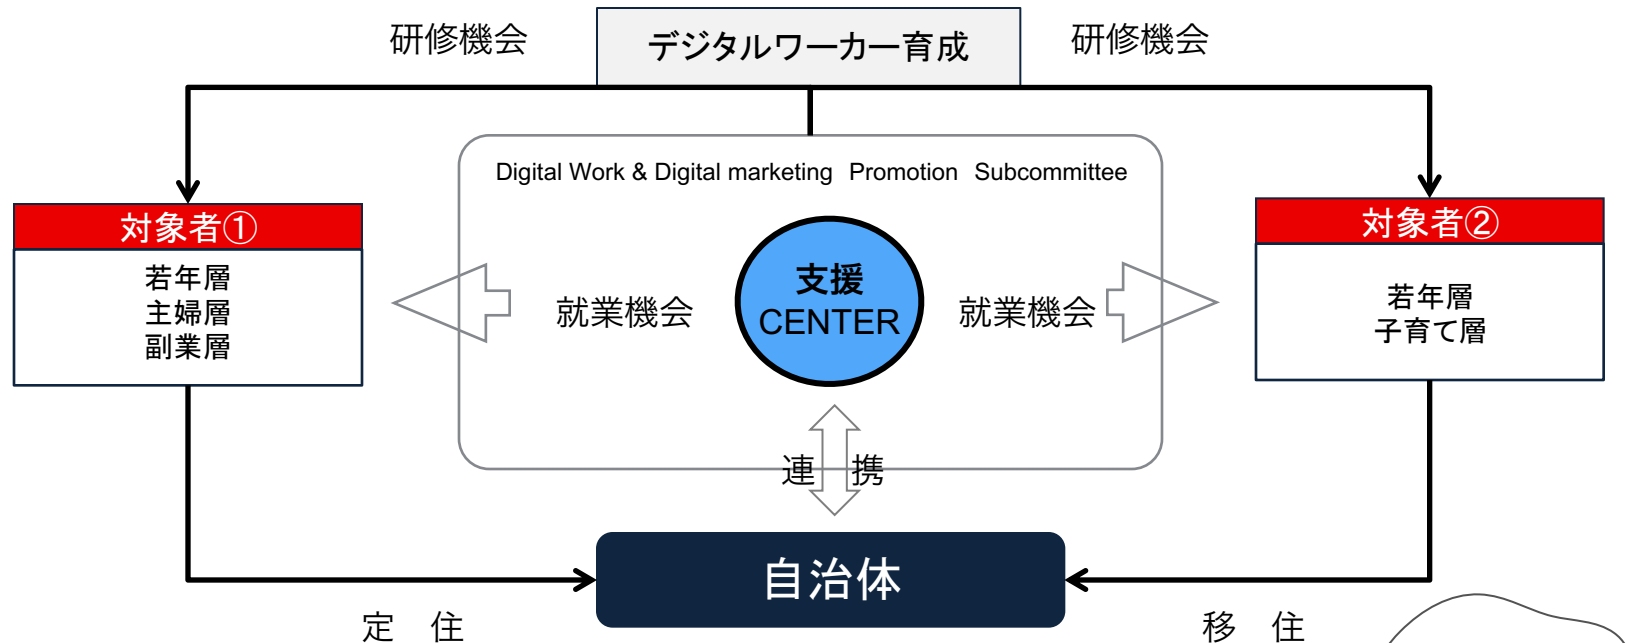 研修機会
デジタルワーカー育成
研修機会
Digital Work & Digital marketing Promotion Subcommittee
対象者①
若年層
主婦層
副業層
就業機会
支援
CENTER
就業機会
対象者②
若年層
子育て層
連 携
自治体
定 住
移 住